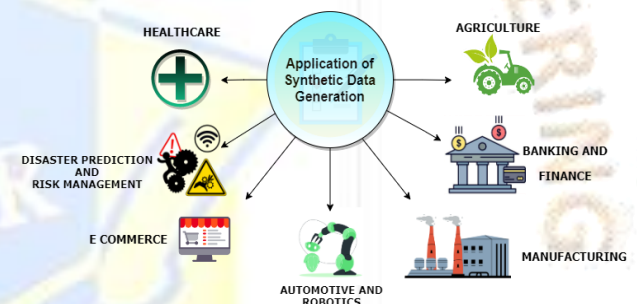 HEALTHCARE
Application of
Synthetic Data
Generation
AGRICULTURE
DISASTER PREDICTION
AND
RISK MANAGEMENT
BANKING AND
FINANCE
E COMMERCE
AUTOMOTIVE AND
ROBOTICS
MANUFACTURING
ERING